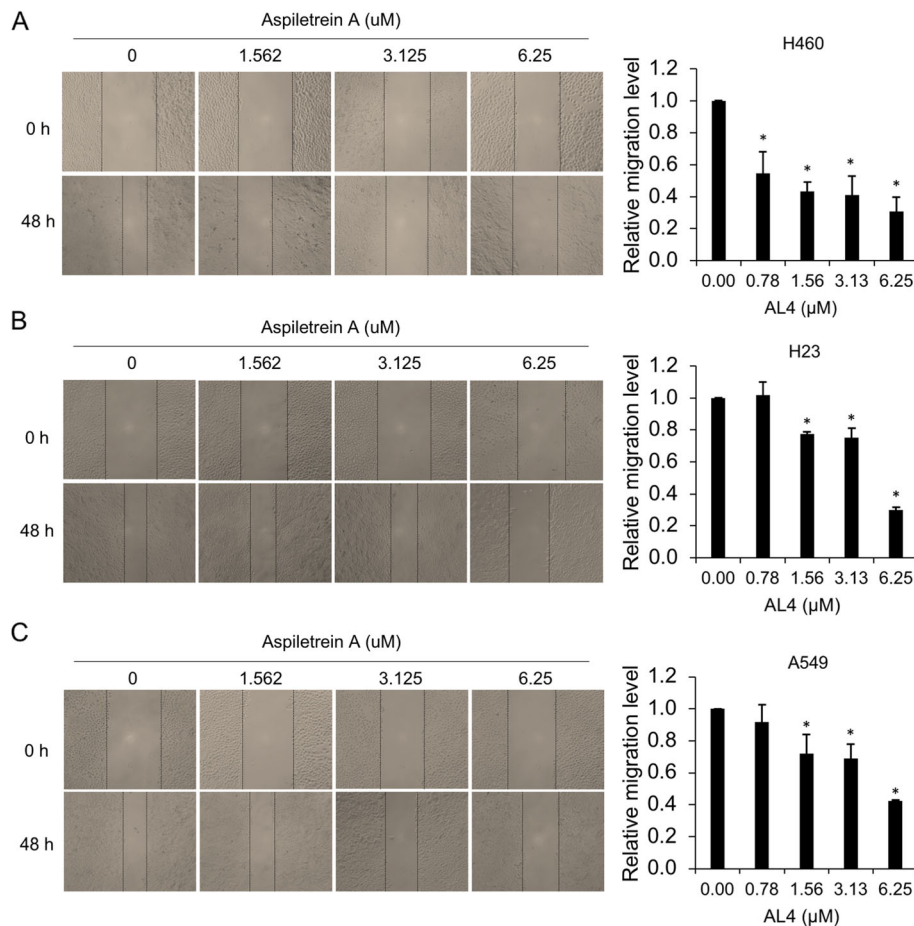 A
Aspiletrein A (uM)
0 1.562 3.125 6.25
0 h
48 h
H460
Relative migration level
1.2
1.0
0.8
0.6
0.4
0.2
0.0
* * * *
0.00 0.78 1.56 3.13 6.25
AL4 (µM)
B
Aspiletrein A (uM)
0 1.562 3.125 6.25
0 h
48 h
H23
Relative migration level
1.2
1.0
0.8
0.6
0.4
0.2
0.0
* * *
0.00 0.78 1.56 3.13 6.25
AL4 (µM)
C
Aspiletrein A (uM)
0 1.562 3.125 6.25
0 h
48 h
A549
Relative migration level
1.2
1.0
0.8
0.6
0.4
0.2
0.0
* * *
0.00 0.78 1.56 3.13 6.25
AL4 (µM)